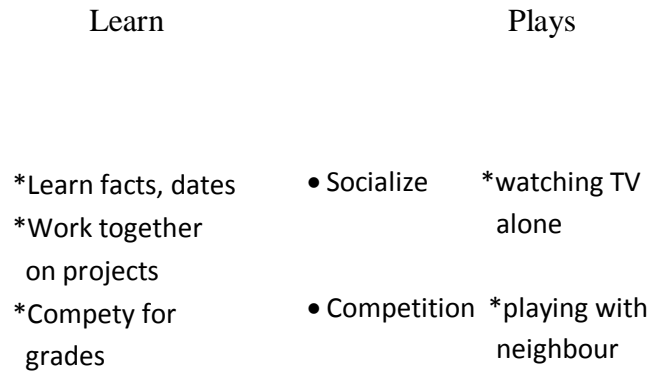 Learn Plays
*Learn facts, dates • Socialize *watching TV
*Work together alone
on projects
*Compety for • Competition *playing with
grades neighbour